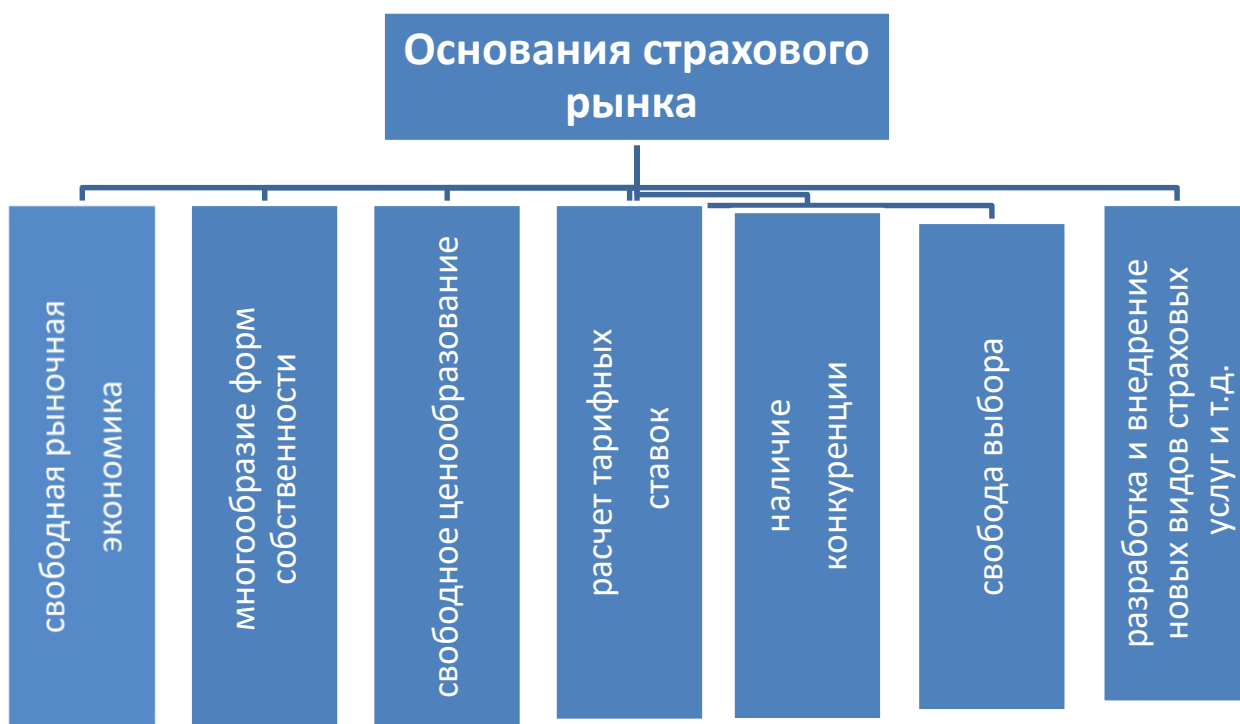 Основания страхового
рынка
свободная рыночная
экономика
многообразие форм
собственности
свободное ценообразование
расчет тарифных
ставок
наличие
конкуренции
свобода выбора
разработка и внедрение
новых видов страховых
услуг и т.д.